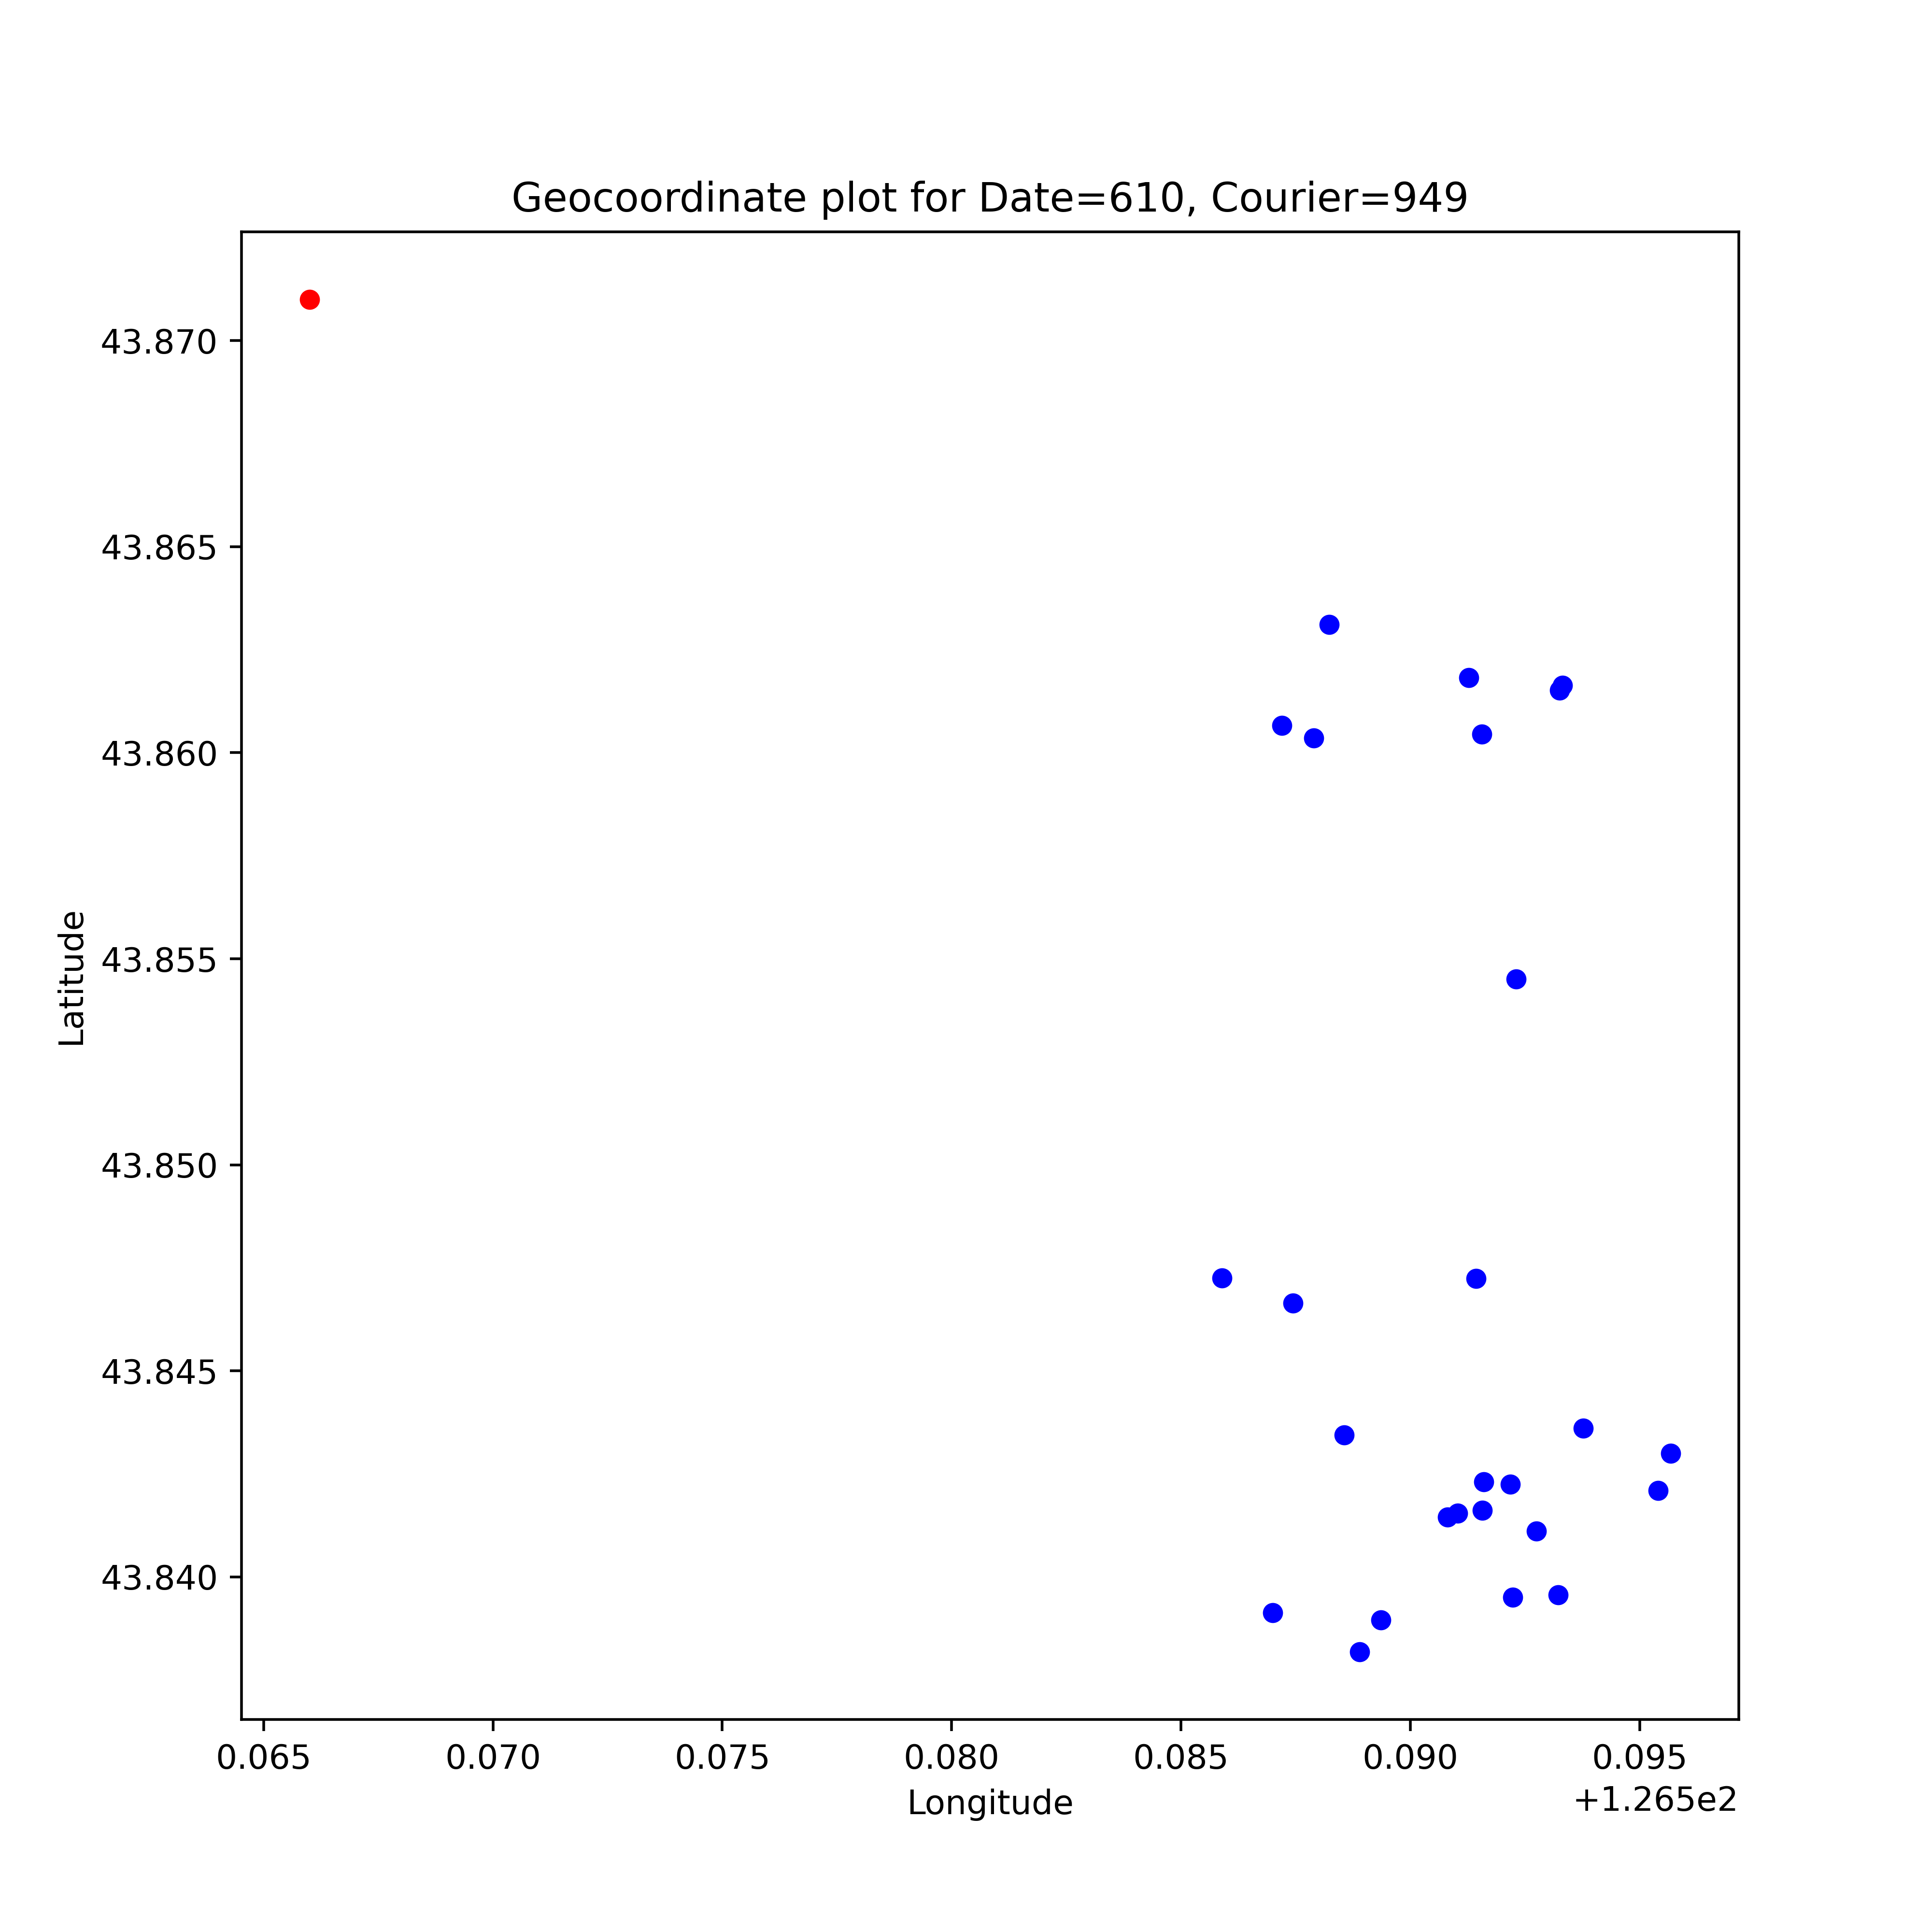 Geocoordinate plot for Date=610, Courier=949
43.870
43.865
43.860
43.855
43.850
43.845
43.840
Latitude
0.065 0.070 0.075 0.080 0.085 0.090 0.095
Longitude
+1.265e2